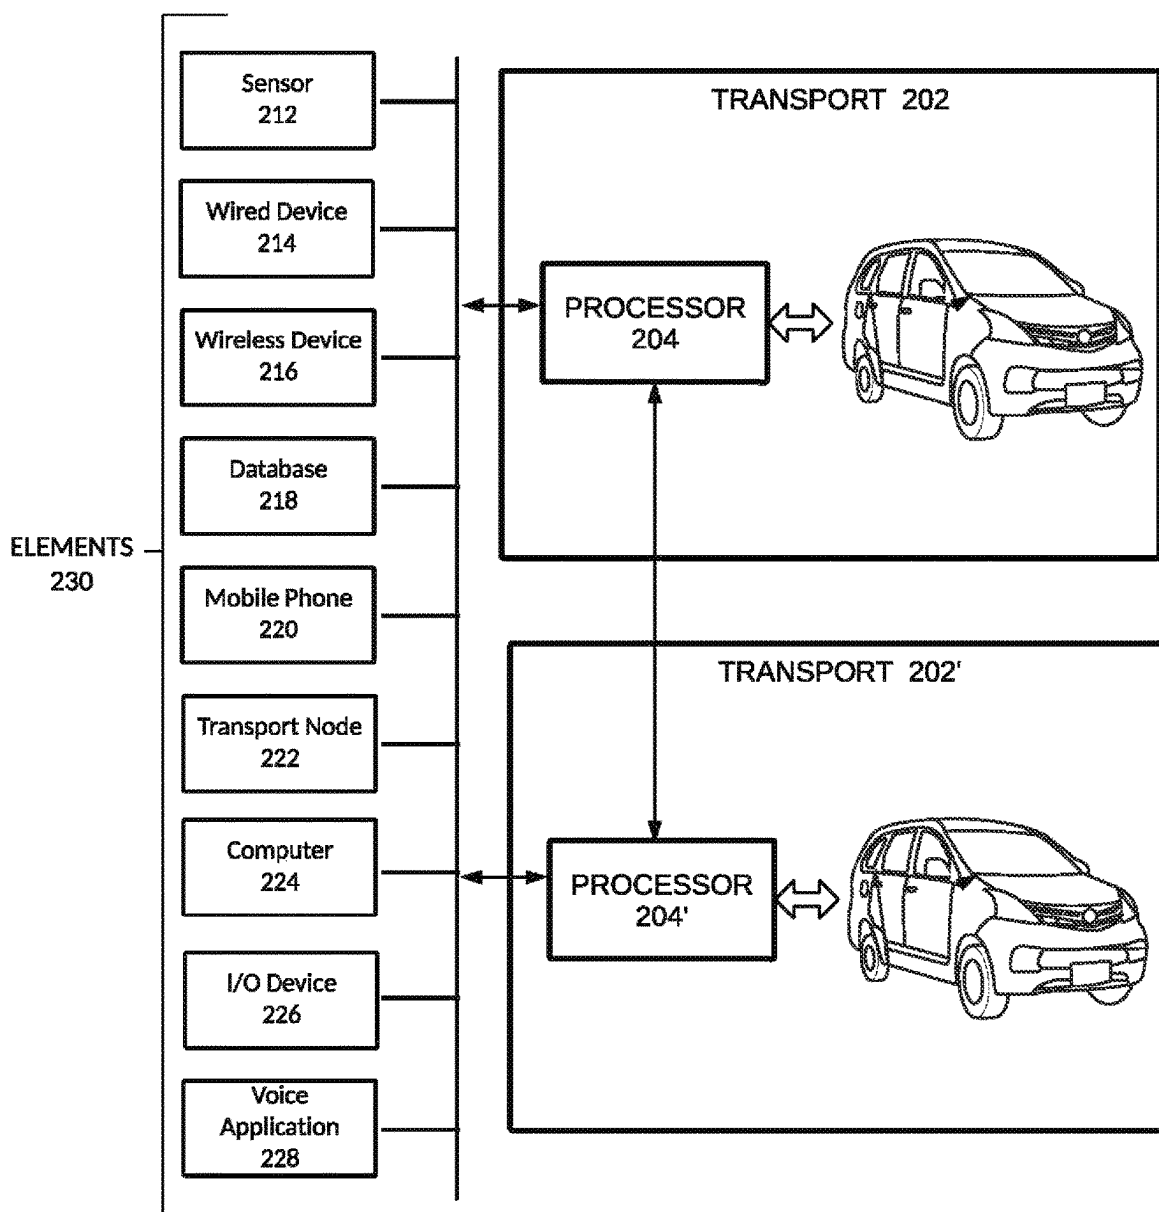 Sensor
212
Wired Device
214
Wireless Device
216
Database
218
ELEMENTS
230
Mobile Phone
220
Transport Node
222
Computer
224
I/O Device
226
Voice
Application
228
TRANSPORT 202
PROCESSOR
204
TRANSPORT 202'
PROCESSOR
204'